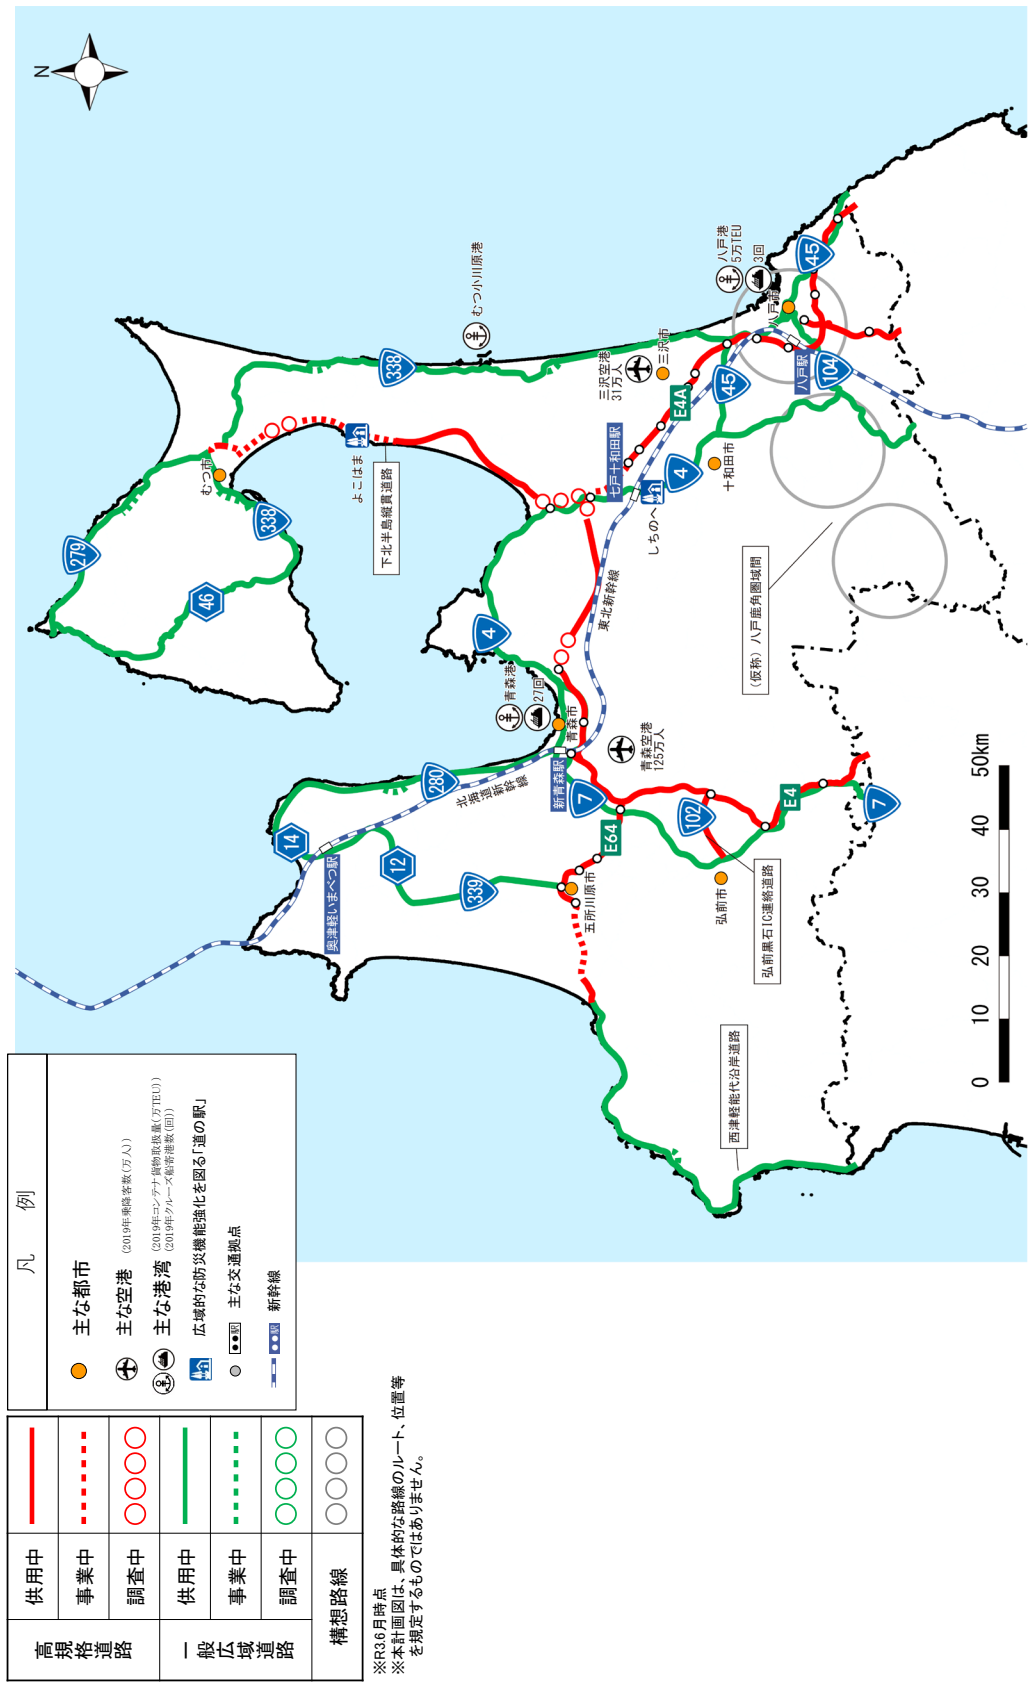 N
279
46
338
338
むつ市
よこはま
下北半島縦貫道路
むつ小川原港
三沢空港
31万人
三沢市
八戸港
5万TEU
3回
八戸市
八戸駅
45
45
104
E4A
七戸十和田駅
4
十和田市
しちのへ
東北新幹線
(仮称)八戸鹿角圏域間
4
青森港
27回
青森市
新青森駅
青森空港
125万人
280
北海道新幹線
14
奥津軽いまべつ駅
12
339
五所川原市
E64
7
102
E4
7
弘前市
弘前黒石IC連絡道路
西津軽能代沿岸道路
0 10 20 30 40 50km
凡 例
主な都市
主な空港 (2019年乗降客数(万人))
主な港湾 (2019年コンテナ貨物取扱量(万TEU))
(2019年クルーズ船寄港数(回))
広域的な防災機能強化を図る「道の駅」
●●駅 主な交通拠点
●●駅 新幹線
高規格道路
供用中
事業中
調査中
一般広域道路
供用中
事業中
調査中
構想路線
※R3.6月時点
※本計画図は、具体的な路線のルート、位置等
を規定するものではありません。